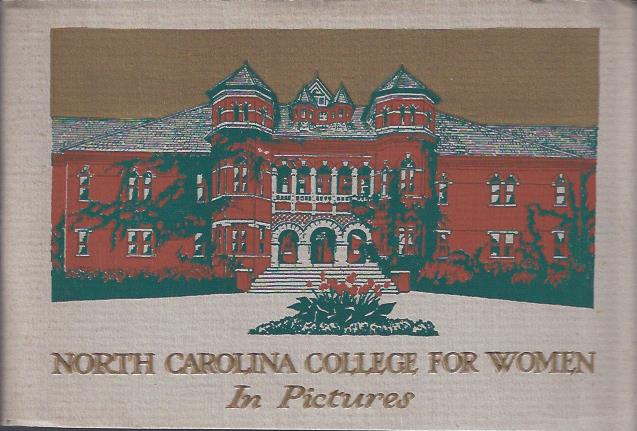 NORTH CAROLINA COLLEGE FOR WOMEN
In Pictures